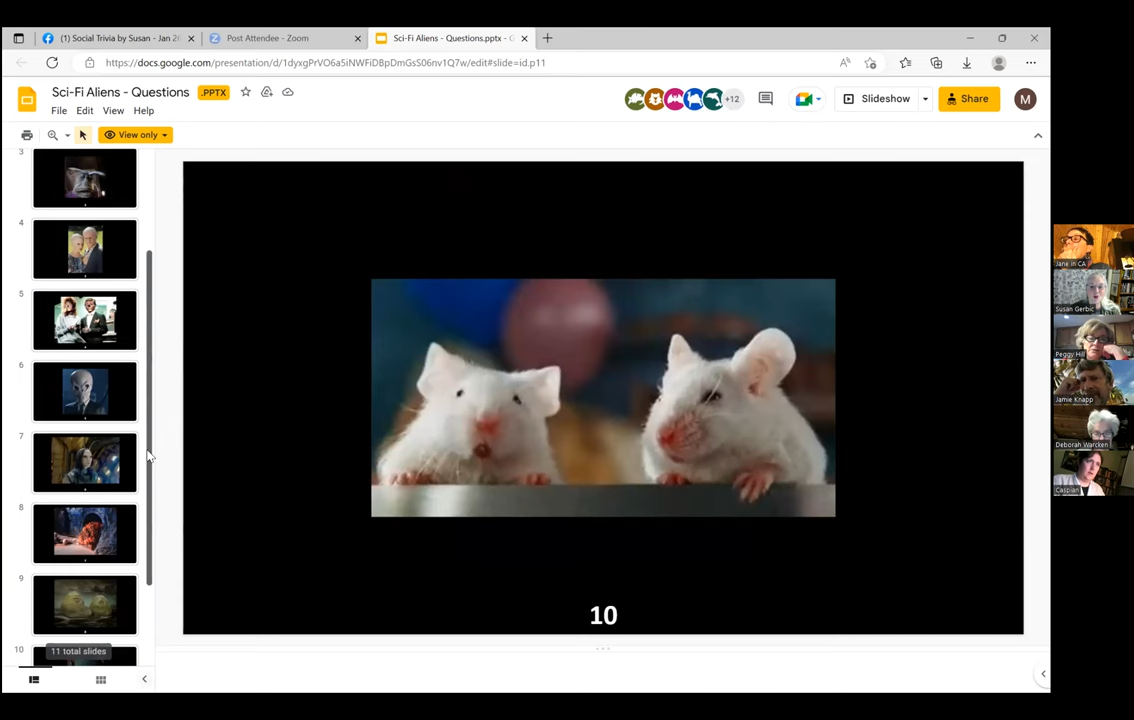 (1) Social Trivia by Susan - Jan 2
Post Attendee - Zoom
Sci-Fi Aliens - Questions.pptx - G
https://docs.google.com/presentation/d/1dyxgPrVO6a5iNWFiDBpDmGsS06nv1Q7w/edit#slide=id.p11
Sci-Fi Aliens - Questions
.PPTX
File Edit View Help
+12
Slideshow
Share
M
View only
3
4
5
6
7
8
9
10
11 total slides
10
Jane in CA
Susan Gerbic
Peggy Hill
Jamie Knapp
Deborah Warcken
Caspian